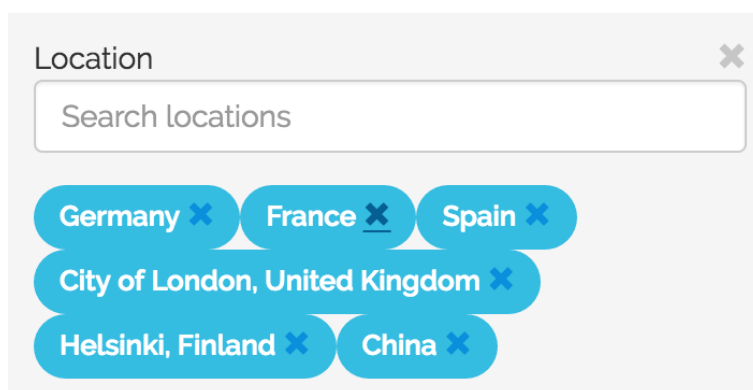 Location
Search locations
Germany France Spain
City of London, United Kingdom
Helsinki, Finland China